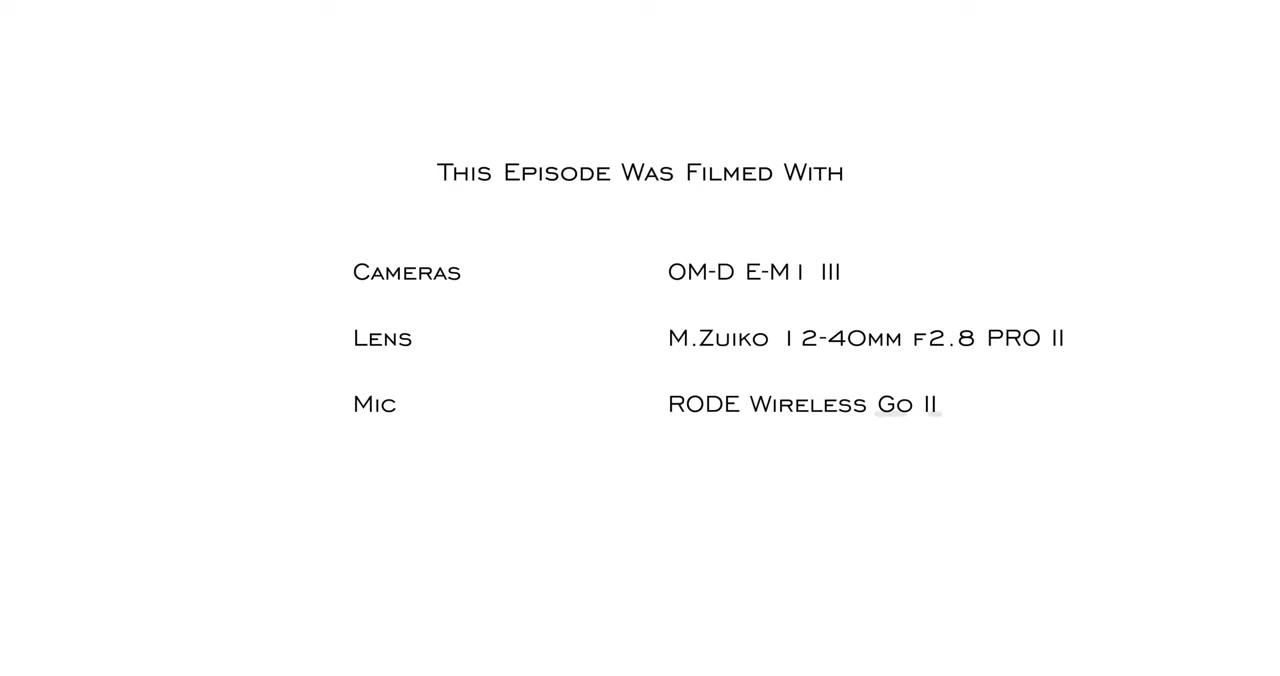 This Episode Was Filmed With
Cameras OM-D E-M1 III
Lens M.Zuiko 12-40mm f2.8 PRO II
Mic RODE Wireless Go II